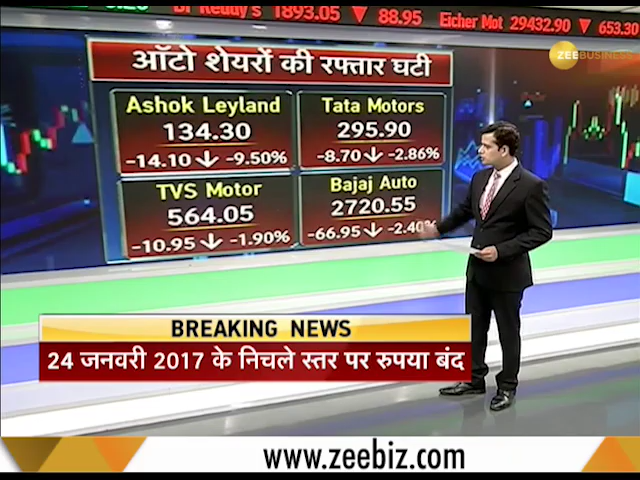 Dr Reddy's 1893.05 ▼ 88.95 Eicher Mot 29432.90 ▼ 653.30
ZEEBUSINESS
ऑटो शेयरों की रफ्तार घटी
Ashok Leyland
134.30
-14.10 ↓ -9.50%
Tata Motors
295.90
-8.70 ↓ -2.86%
TVS Motor
564.05
-10.95 ↓ -1.90%
Bajaj Auto
2720.55
-66.95 ↓ -2.40%
BREAKING NEWS
24 जनवरी 2017 के निचले स्तर पर रुपया बंद
www.zeebiz.com